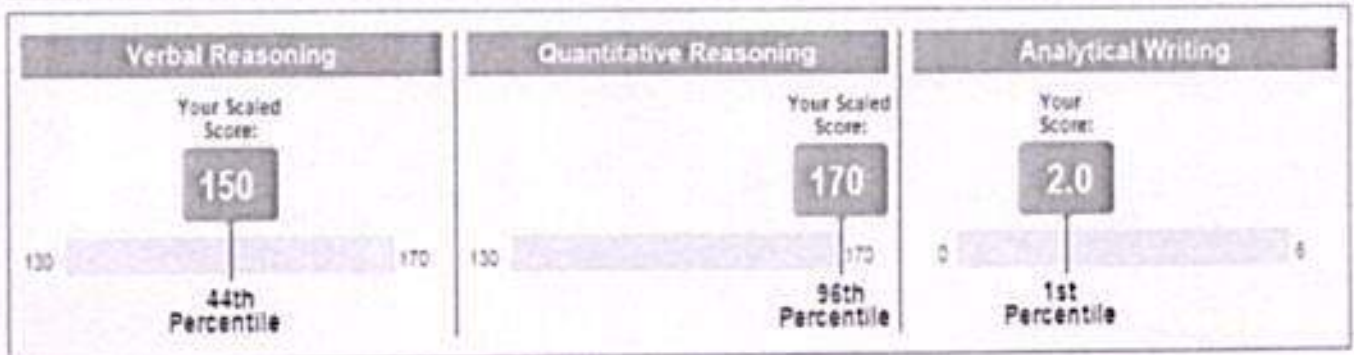 Verbal Reasoning
Your Scaled
Score:
150
130
170
44th
Percentile
Quantitative Reasoning
Your Scaled
Score:
170
130
170
96th
Percentile
Analytical Writing
Your
Score:
2.0
0
6
1st
Percentile